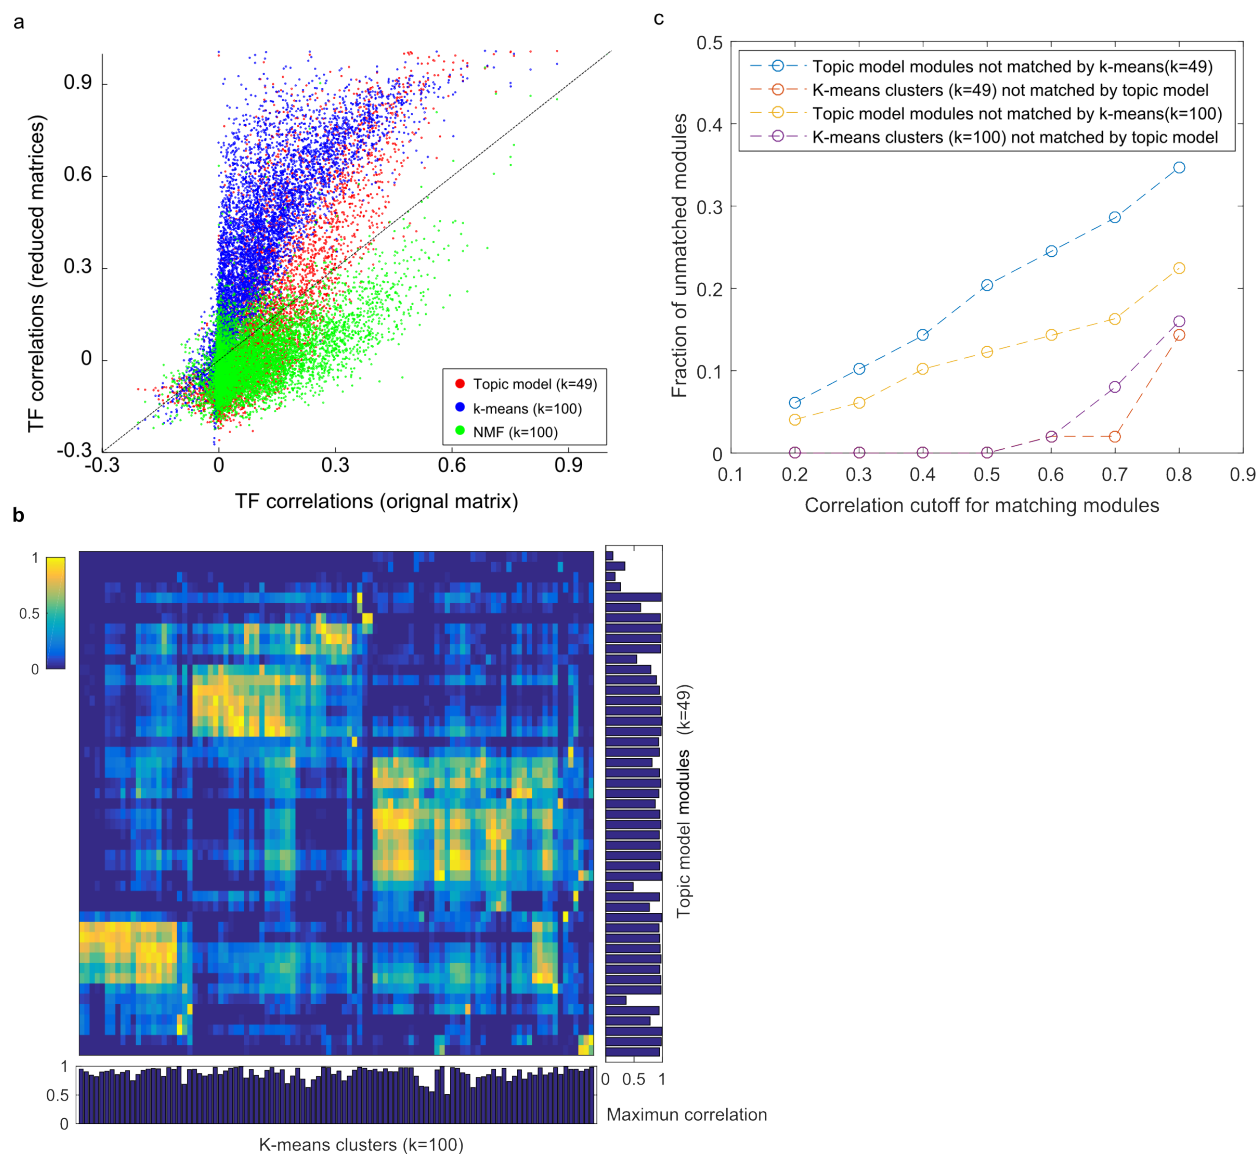 a
TF correlations (reduced matrices)
0.9
0.6
0.3
0
-0.3
-0.3
0
0.3
0.6
0.9
Topic model (k=49)
k-means (k=100)
NMF (k=100)
TF correlations (orignal matrix)
c
Fraction of unmatched modules
0.5
0.4
0.3
0.2
0.1
0
Topic model modules not matched by k-means(k=49)
K-means clusters (k=49) not matched by topic model
Topic model modules not matched by k-means(k=100)
K-means clusters (k=100) not matched by topic model
0.1
0.2
0.3
0.4
0.5
0.6
0.7
0.8
0.9
Correlation cutoff for matching modules
b
1
0.5
0
Topic model modules (k=49)
1
0.5
0
0
0.5
1
Maximun correlation
K-means clusters (k=100)